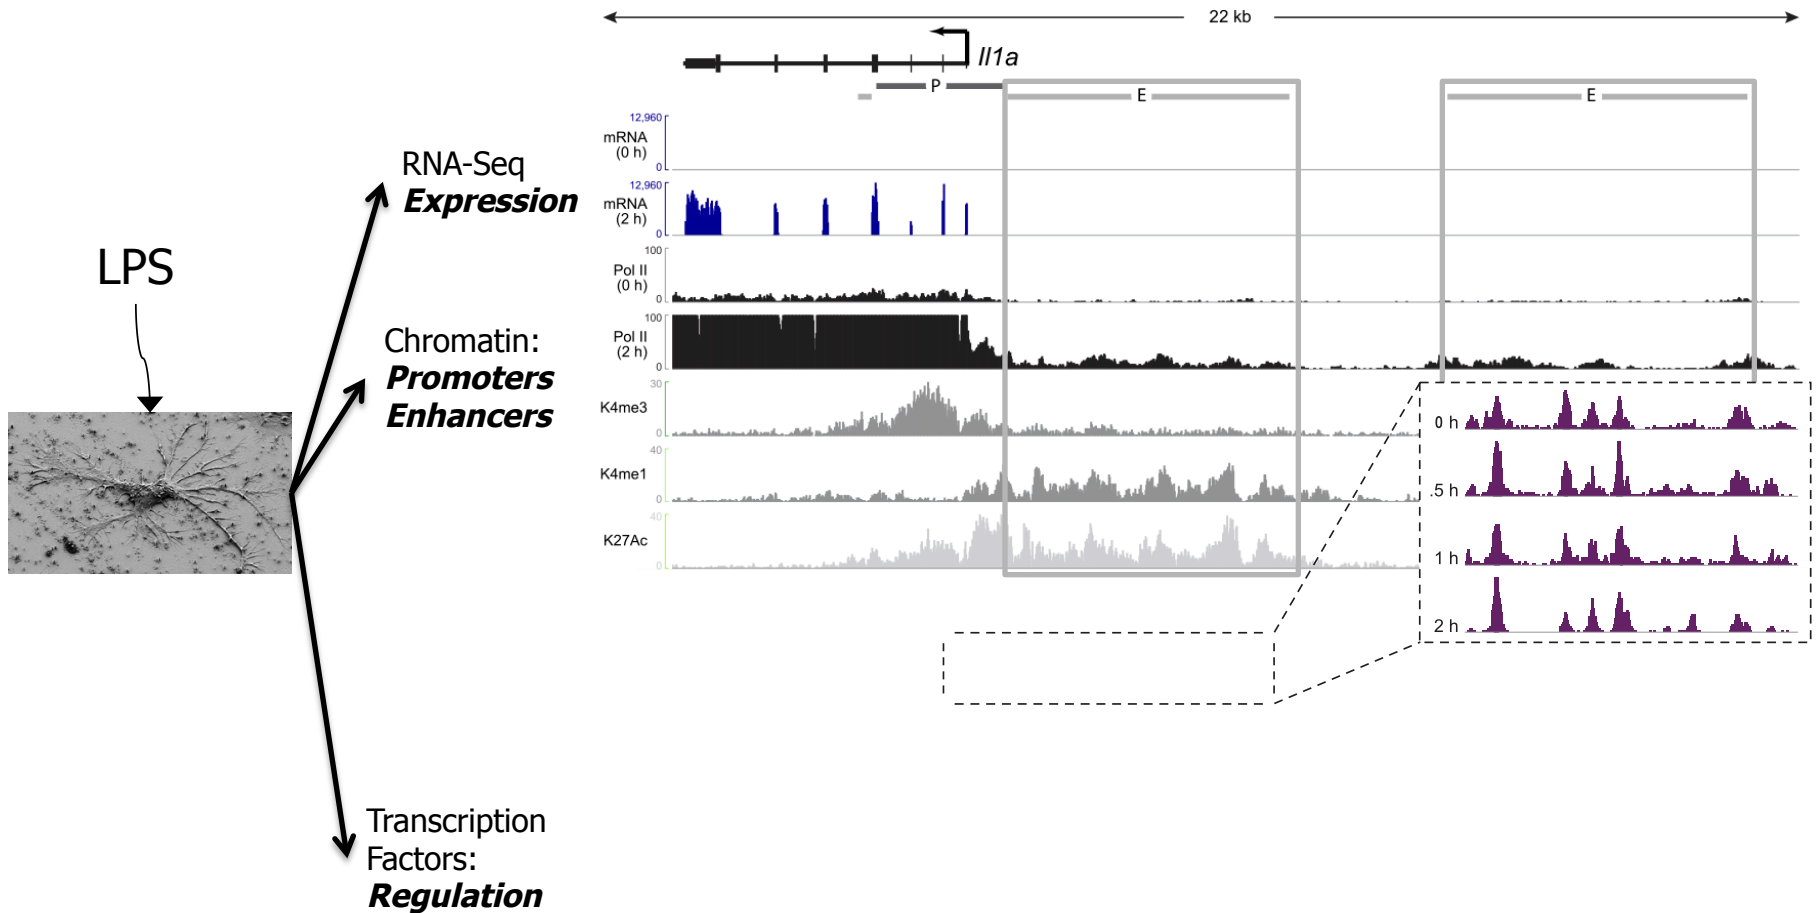 22 kb
Il1a
P
E
E
12,960
mRNA
(0 h)
0
12,960
mRNA
(2 h)
0
100
Pol II
(0 h)
0
100
Pol II
(2 h)
0
30
K4me3
0
40
K4me1
0
40
K27Ac
0
0 h
.5 h
1 h
2 h
LPS
RNA-Seq
Expression
Chromatin:
Promoters
Enhancers
Transcription
Factors:
Regulation